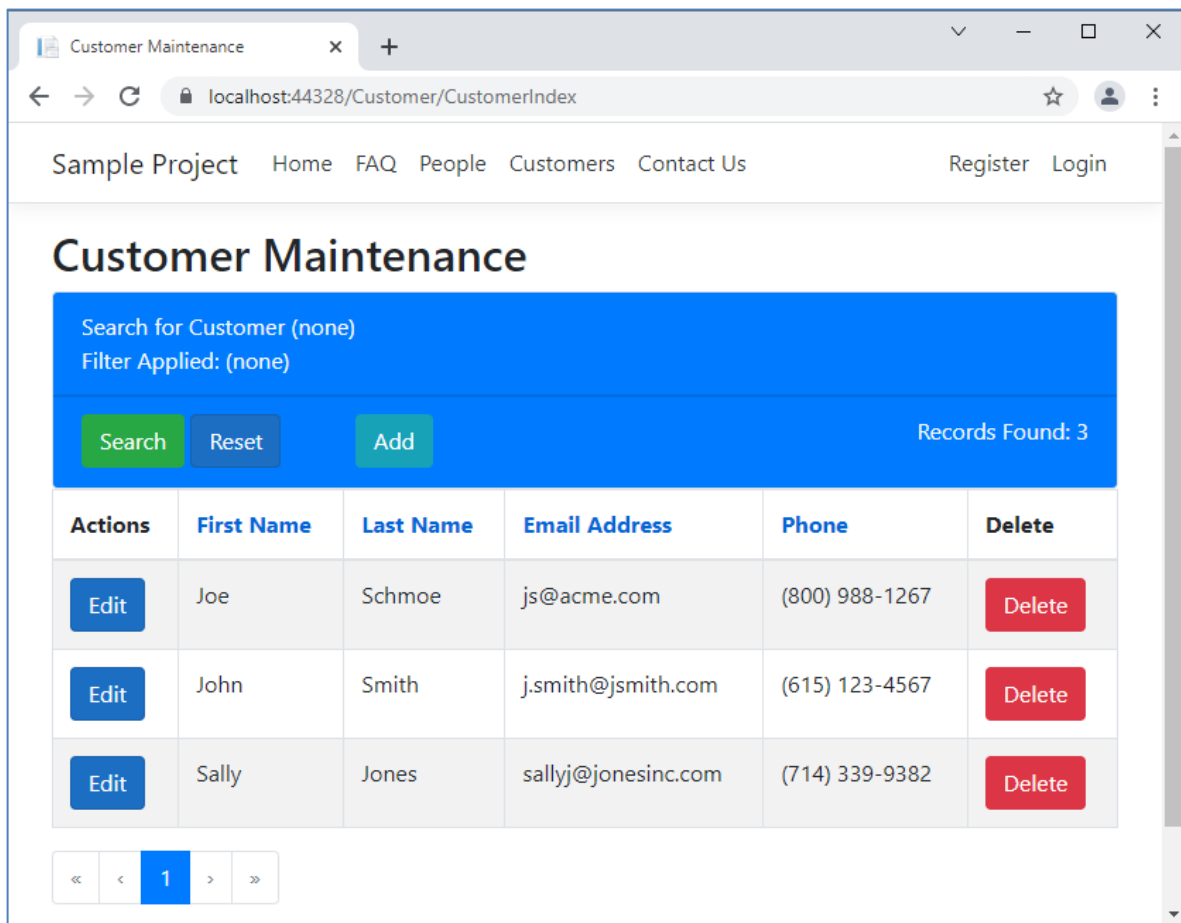 Customer Maintenance
localhost:44328/Customer/CustomerIndex
Sample Project Home FAQ People Customers Contact Us Register Login
Customer Maintenance
Search for Customer (none)
Filter Applied: (none)
Search Reset Add Records Found: 3
Actions First Name Last Name Email Address Phone Delete
Edit Joe Schmoe js@acme.com (800) 988-1267 Delete
Edit John Smith j.smith@jsmith.com (615) 123-4567 Delete
Edit Sally Jones sallyj@jonesinc.com (714) 339-9382 Delete
« ‹ 1 › »